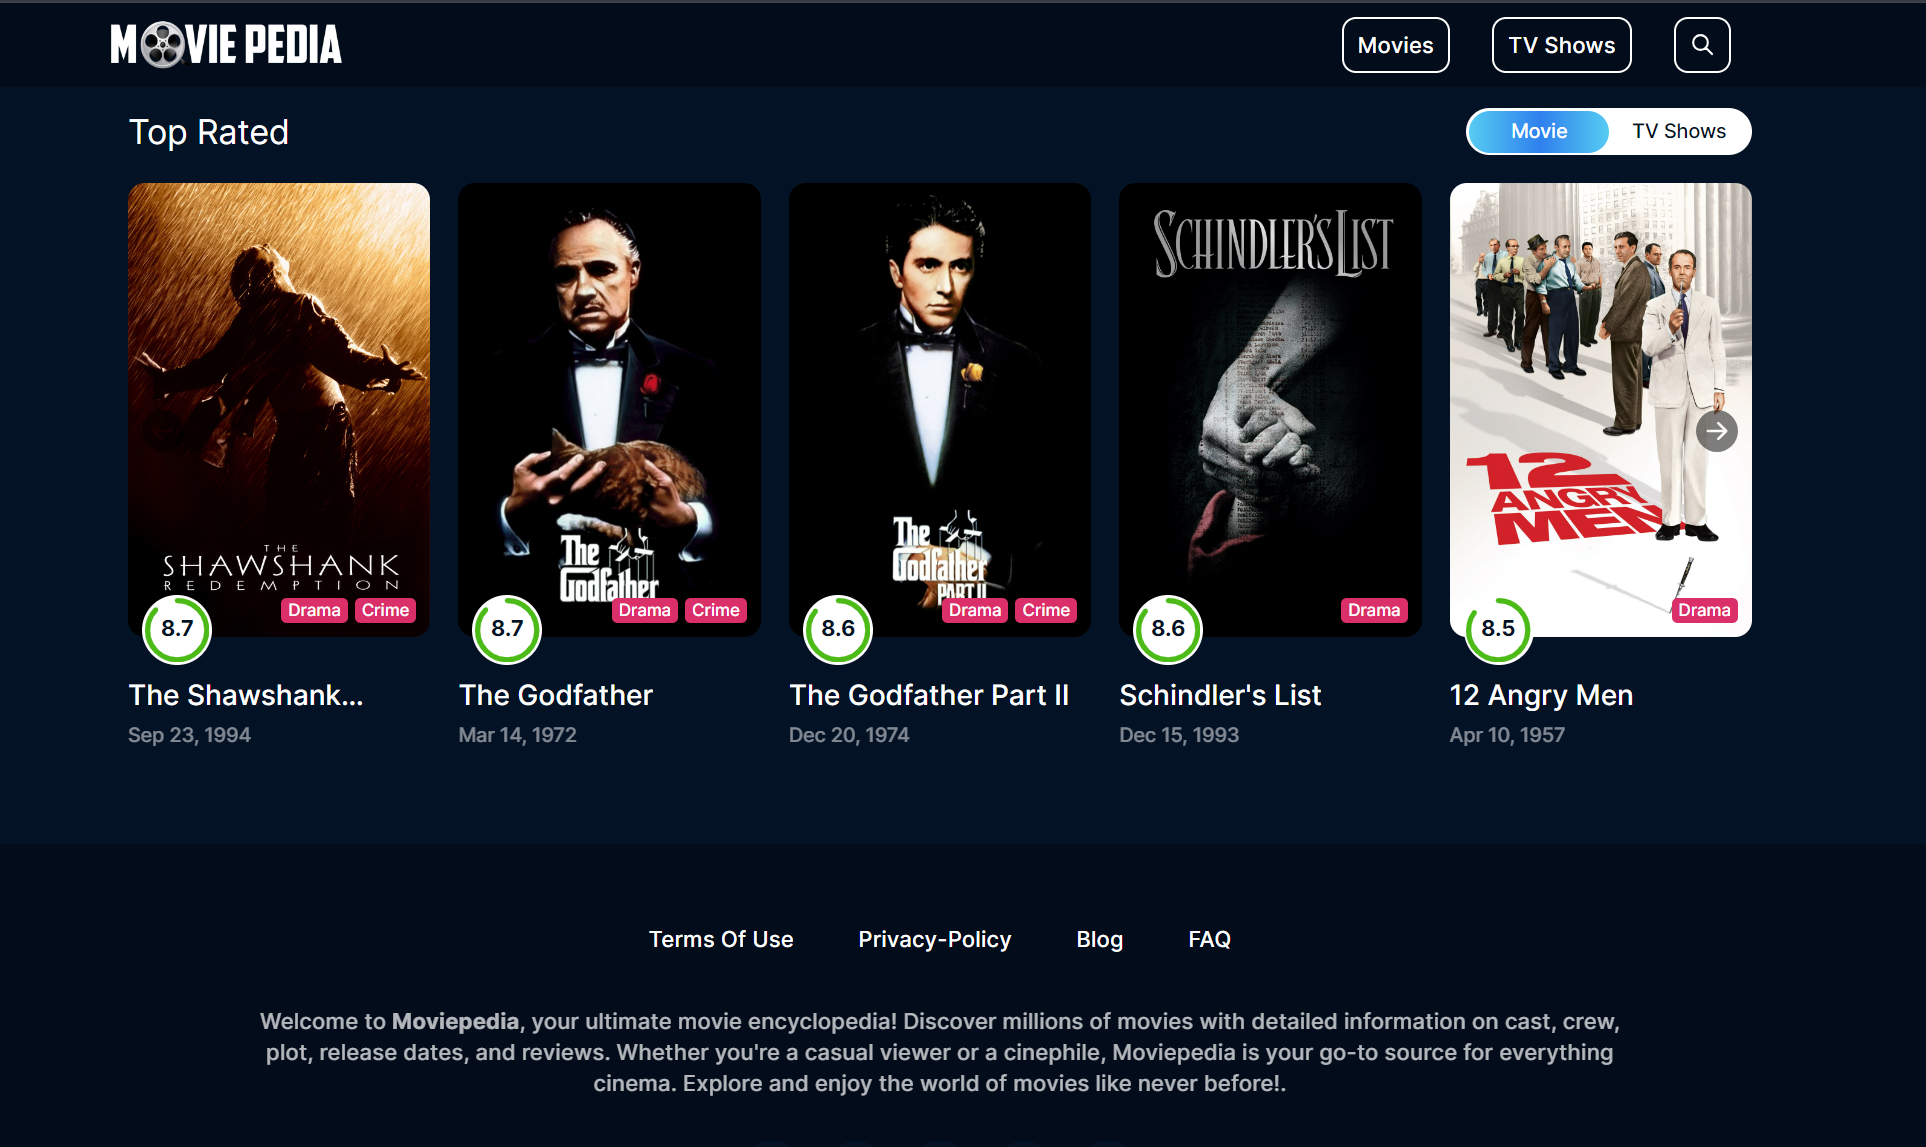 MOVIE PEDIA
Movies
TV Shows
Top Rated
Movie
TV Shows
THE
SHAWSHANK
REDEMPTION
8.7
Drama
Crime
The Shawshank...
Sep 23, 1994
The
Godfather
8.7
Drama
Crime
The Godfather
Mar 14, 1972
The
Godfather
PART II
8.6
Drama
Crime
The Godfather Part II
Dec 20, 1974
SCHINDLER'S LIST
8.6
Drama
Schindler's List
Dec 15, 1993
12
ANGRY
MEN
8.5
Drama
12 Angry Men
Apr 10, 1957
Terms Of Use
Privacy-Policy
Blog
FAQ
Welcome to Moviepedia, your ultimate movie encyclopedia! Discover millions of movies with detailed information on cast, crew,
plot, release dates, and reviews. Whether you're a casual viewer or a cinephile, Moviepedia is your go-to source for everything
cinema. Explore and enjoy the world of movies like never before!.